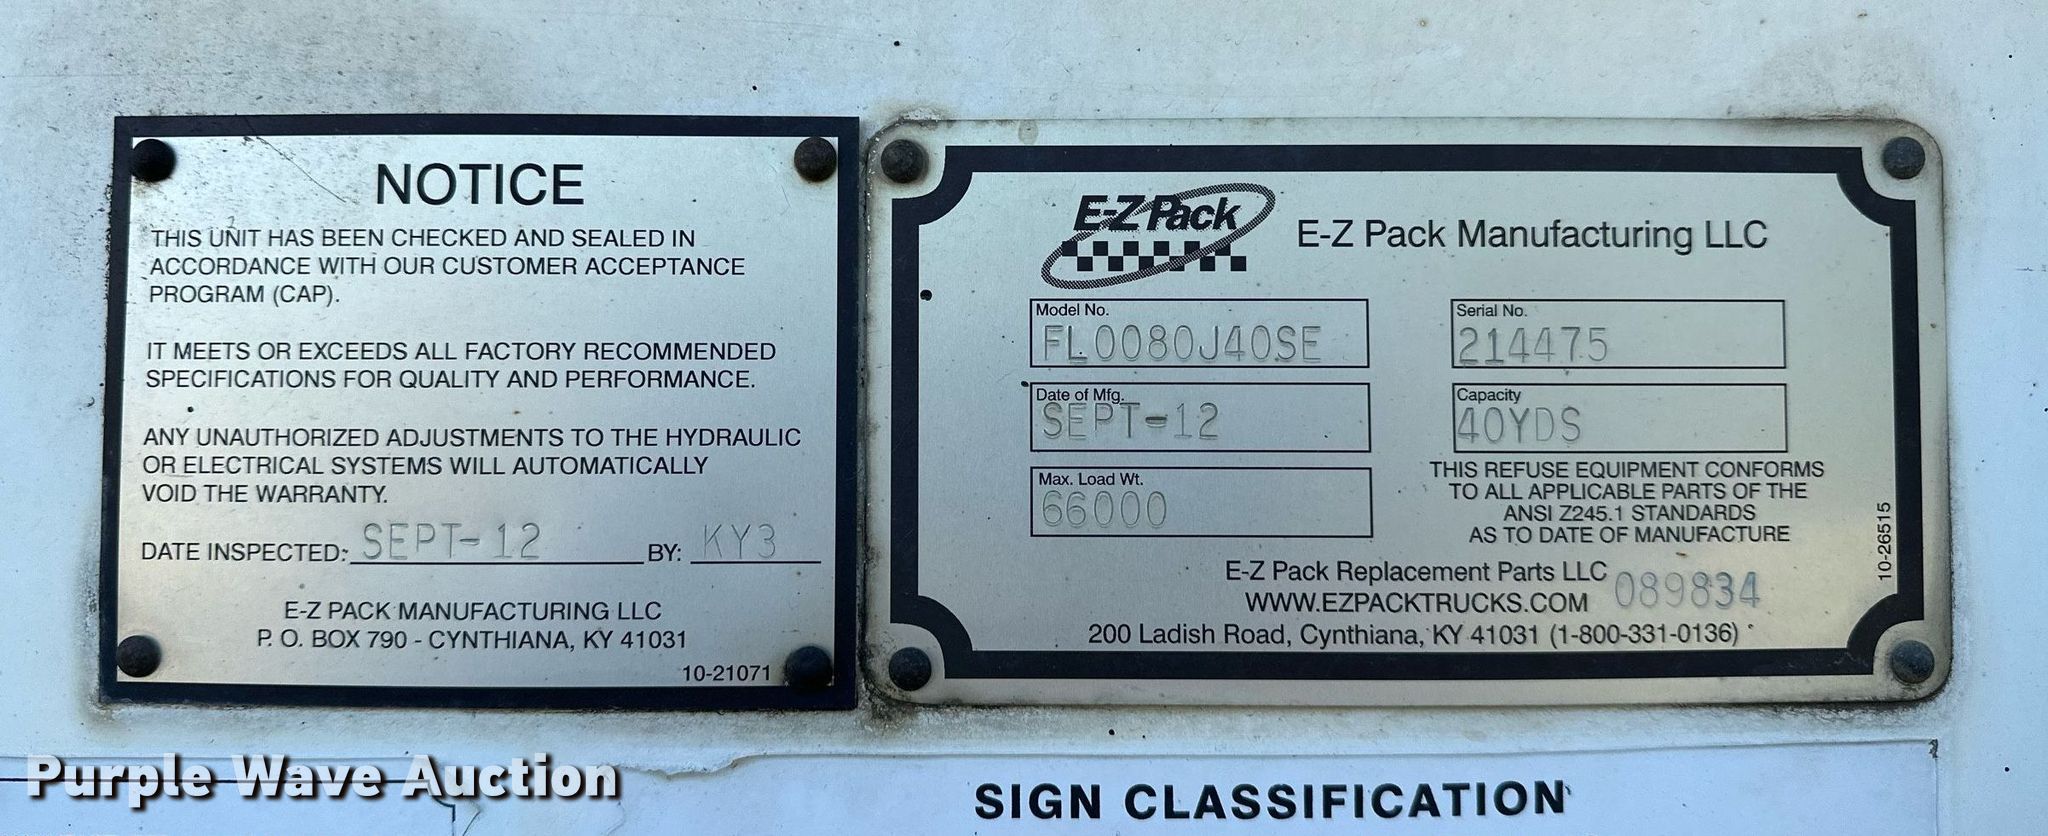 NOTICE
THIS UNIT HAS BEEN CHECKED AND SEALED IN
ACCORDANCE WITH OUR CUSTOMER ACCEPTANCE
PROGRAM (CAP).
IT MEETS OR EXCEEDS ALL FACTORY RECOMMENDED
SPECIFICATIONS FOR QUALITY AND PERFORMANCE.
ANY UNAUTHORIZED ADJUSTMENTS TO THE HYDRAULIC
OR ELECTRICAL SYSTEMS WILL AUTOMATICALLY
VOID THE WARRANTY.
DATE INSPECTED: SEPT-12 BY: KY3
E-Z PACK MANUFACTURING LLC
P. O. BOX 790 - CYNTHIANA, KY 41031
10-21071
E-Z Pack
E-Z Pack Manufacturing LLC
Model No.
FL0080J40SE
Serial No.
214475
Date of Mfg.
SEPT-12
Capacity
40YDS
Max. Load Wt.
66000
THIS REFUSE EQUIPMENT CONFORMS
TO ALL APPLICABLE PARTS OF THE
ANSI Z245.1 STANDARDS
AS TO DATE OF MANUFACTURE
10-26515
E-Z Pack Replacement Parts LLC
WWW.EZPACKTRUCKS.COM 089834
200 Ladish Road, Cynthiana, KY 41031 (1-800-331-0136)
SIGN CLASSIFICATION
Purple Wave Auction